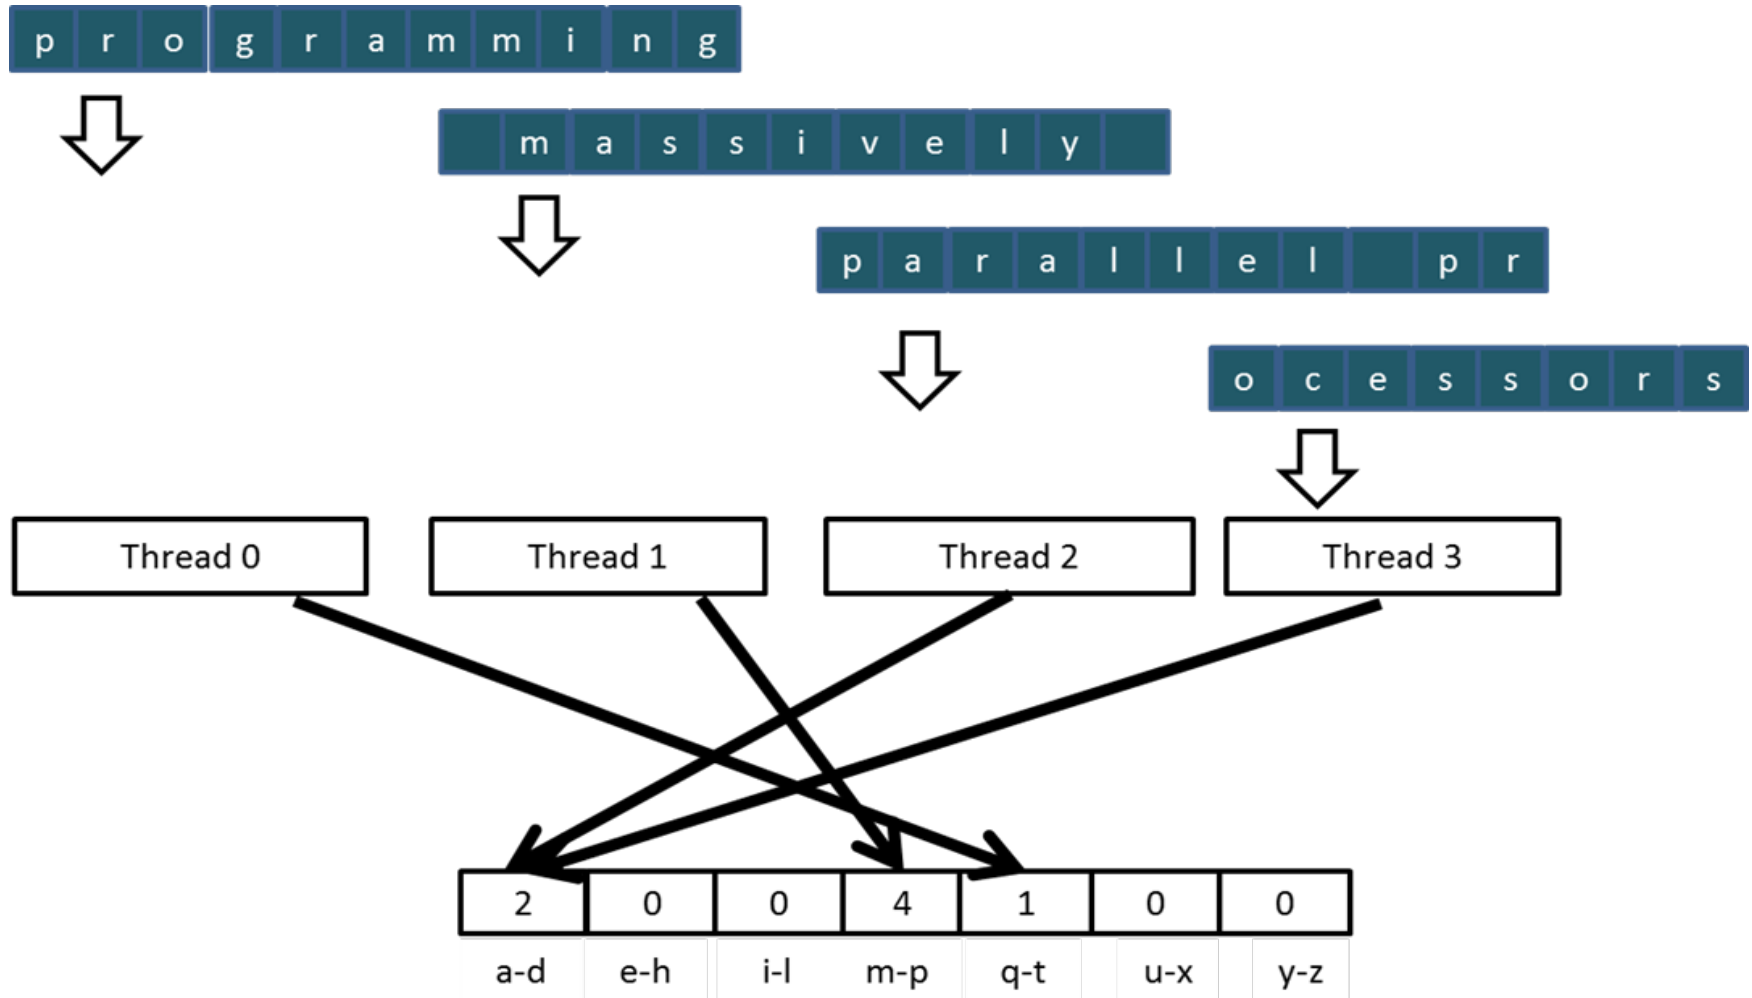 p r o g r a m m i n g
m a s s i v e l y
p a r a l l e l p r
o c e s s o r s
Thread 0 Thread 1 Thread 2 Thread 3
2 0 0 4 1 0 0
a-d e-h i-l m-p q-t u-x y-z